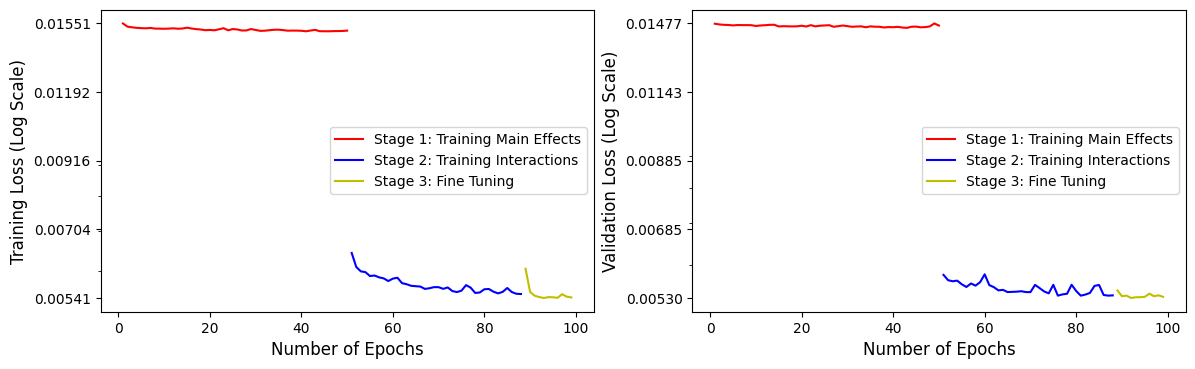 Training Loss (Log Scale)
0.01551
0.01192
0.00916
0.00704
0.00541
Stage 1: Training Main Effects
Stage 2: Training Interactions
Stage 3: Fine Tuning
0 20 40 60 80 100
Number of Epochs
Validation Loss (Log Scale)
0.01477
0.01143
0.00885
0.00685
0.00530
Stage 1: Training Main Effects
Stage 2: Training Interactions
Stage 3: Fine Tuning
0 20 40 60 80 100
Number of Epochs